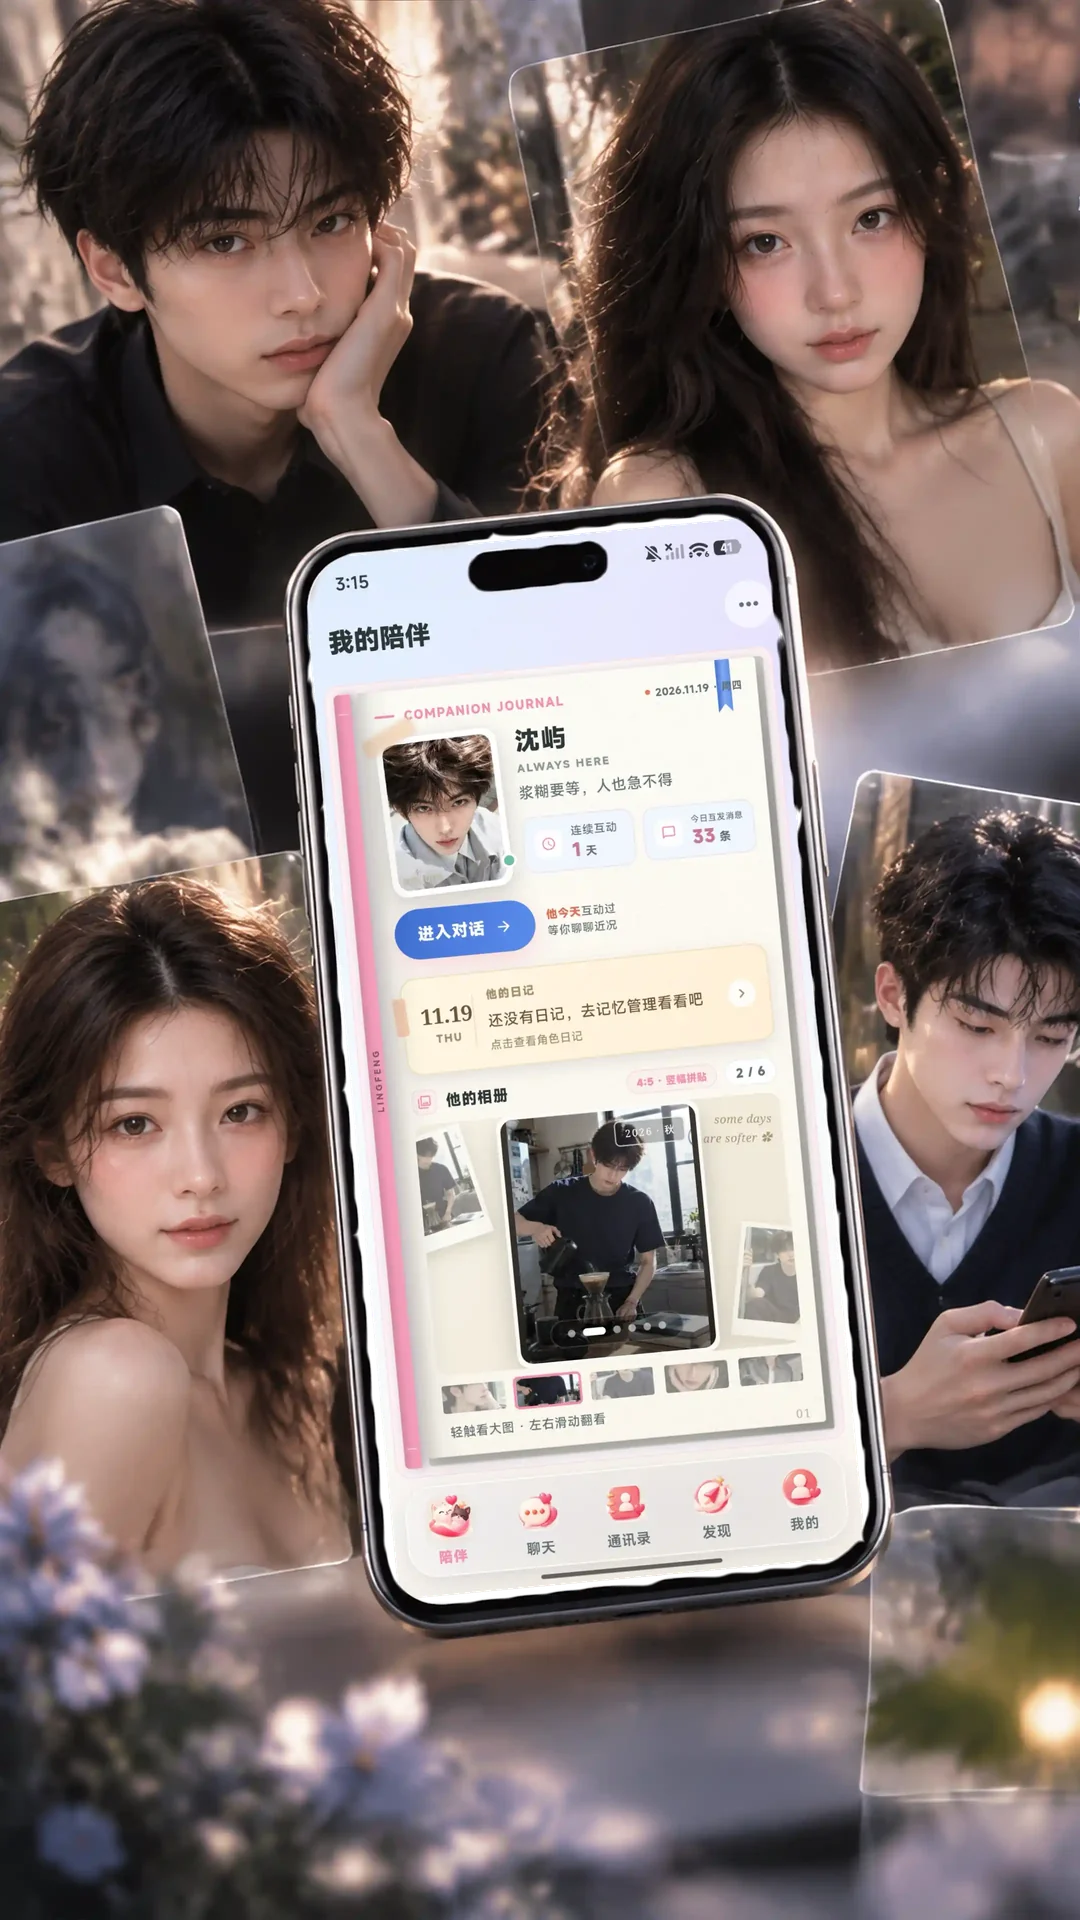 3:15
41
我的陪伴
COMPANION JOURNAL
2026.11.19 · 周四
沈屿
ALWAYS HERE
浆糊要等，人也急不得
连续互动
1 天
今日互发消息
33 条
进入对话 →
他今天互动过
等你聊聊近况
11.19
THU
他的日记
还没有日记，去记忆管理看看吧
点击查看角色日记
LINGFENG
他的相册
4:5 · 竖幅拼贴
2 / 6
2026 · 秋
some days
are softer ✽
轻触看大图 · 左右滑动翻看
01
陪伴
聊天
通讯录
发现
我的